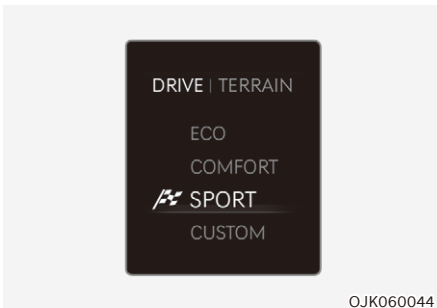 DRIVE | TERRAIN
ECO
COMFORT
SPORT
CUSTOM
OJK060044